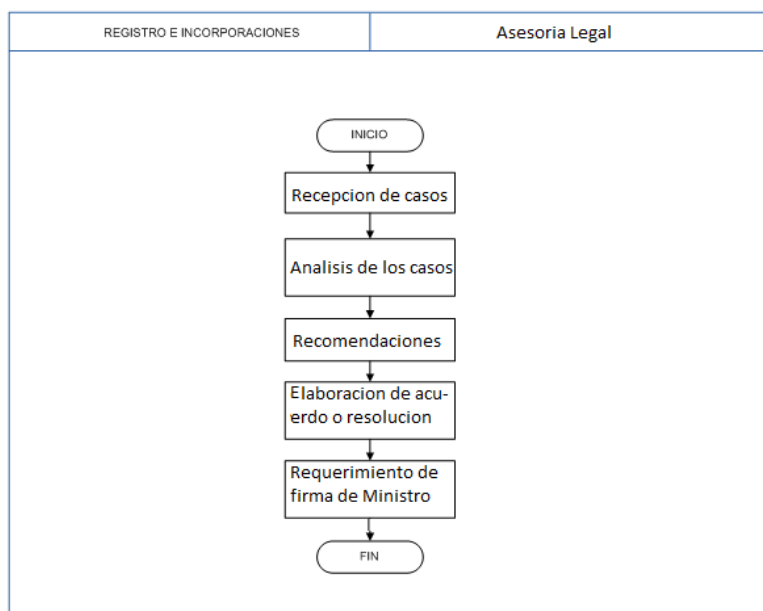 REGISTRO E INCORPORACIONES
Asesoria Legal
INICIO
Recepcion de casos
Analisis de los casos
Recomendaciones
Elaboracion de acu-
erdo o resolucion
Requerimiento de
firma de Ministro
FIN